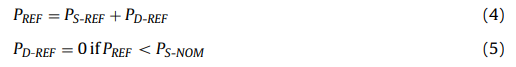 P_REF = P_S-REF + P_D-REF (4)
P_D-REF = 0 if P_REF < P_S-NOM (5)